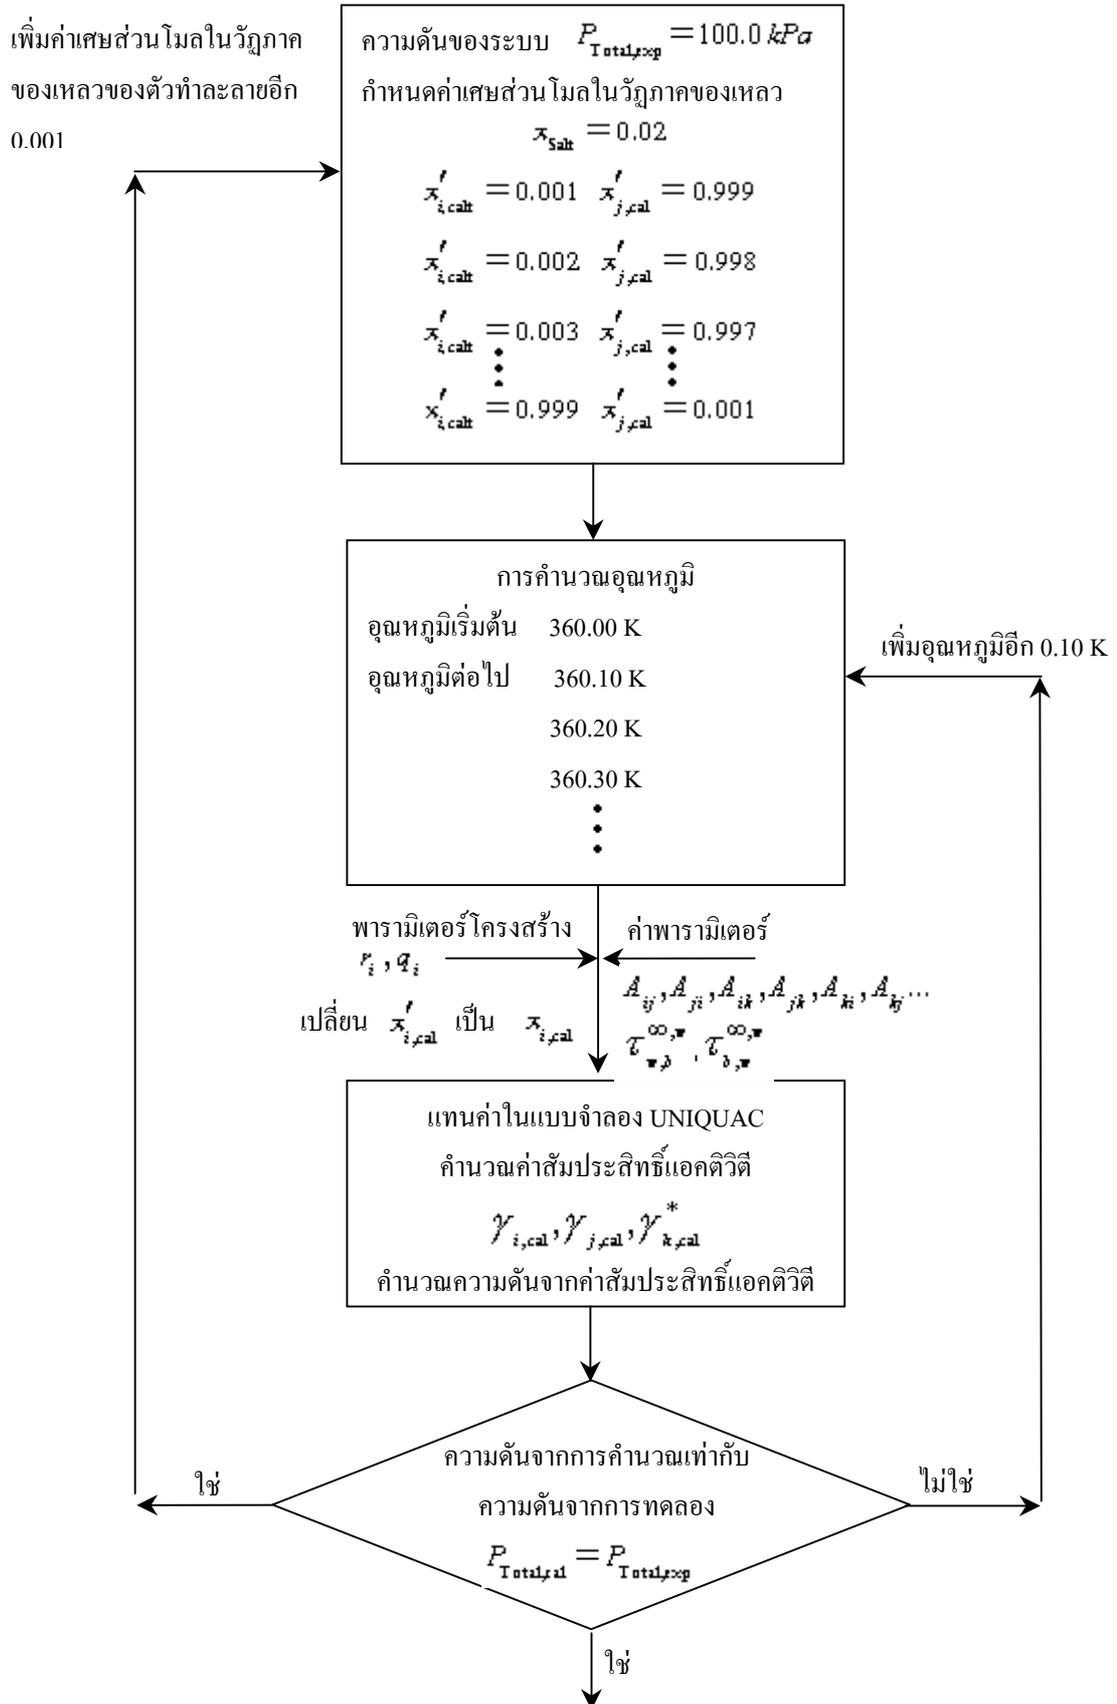 เพิ่มค่าเศษส่วนโมลในวัฏภาค
ของเหลวของตัวทำละลายอีก
0.001
ความดันของระบบ P_Total,exp = 100.0 kPa
กำหนดค่าเศษส่วนโมลในวัฏภาคของเหลว
x_Salt = 0.02
x′_i,calt = 0.001 x′_j,cal = 0.999
x′_i,calt = 0.002 x′_j,cal = 0.998
x′_i,calt = 0.003 x′_j,cal = 0.997
x′_i,calt = 0.999 x′_j,cal = 0.001
การคำนวณอุณหภูมิ
อุณหภูมิเริ่มต้น 360.00 K
อุณหภูมิต่อไป 360.10 K
360.20 K
360.30 K
เพิ่มอุณหภูมิอีก 0.10 K
พารามิเตอร์โครงสร้าง
r_i , q_i
ค่าพารามิเตอร์
A_ij, A_ji, A_ik, A_jk, A_ki, A_kj...
เปลี่ยน x′_i,cal เป็น x_i,cal
τ_w,b^∞,w , τ_b,w^∞,w
แทนค่าในแบบจำลอง UNIQUAC
คำนวณค่าสัมประสิทธิ์แอคติวิตี
γ_i,cal, γ_j,cal, γ*_k,cal
คำนวณความดันจากค่าสัมประสิทธิ์แอคติวิตี
ความดันจากการคำนวณเท่ากับ
ความดันจากการทดลอง
P_Total,cal = P_Total,exp
ใช่
ไม่ใช่
ใช่